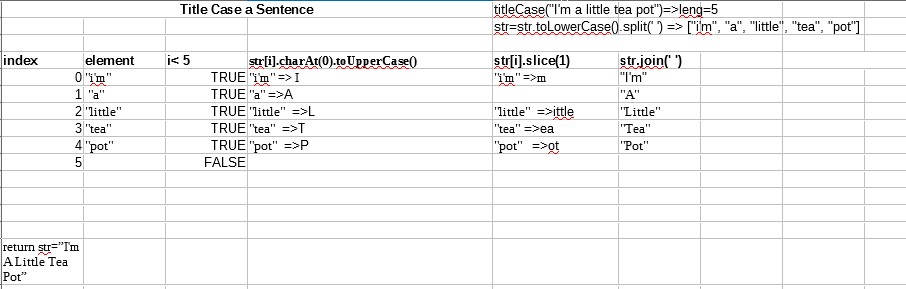 Title Case a Sentence titleCase("I'm a little tea pot")=>leng=5
str=str.toLowerCase().split(' ') => ["i'm", "a", "little", "tea", "pot"]
index element i< 5 str[i].charAt(0).toUpperCase() str[i].slice(1) str.join(' ')
0 "i'm" TRUE "i'm" => I "i'm" =>m "I'm"
1 "a" TRUE "a" =>A "A"
2 "little" TRUE "little" =>L "little" =>ittle "Little"
3 "tea" TRUE "tea" =>T "tea" =>ea "Tea"
4 "pot" TRUE "pot" =>P "pot" =>ot "Pot"
5 FALSE
return str="I'm
A Little Tea
Pot"